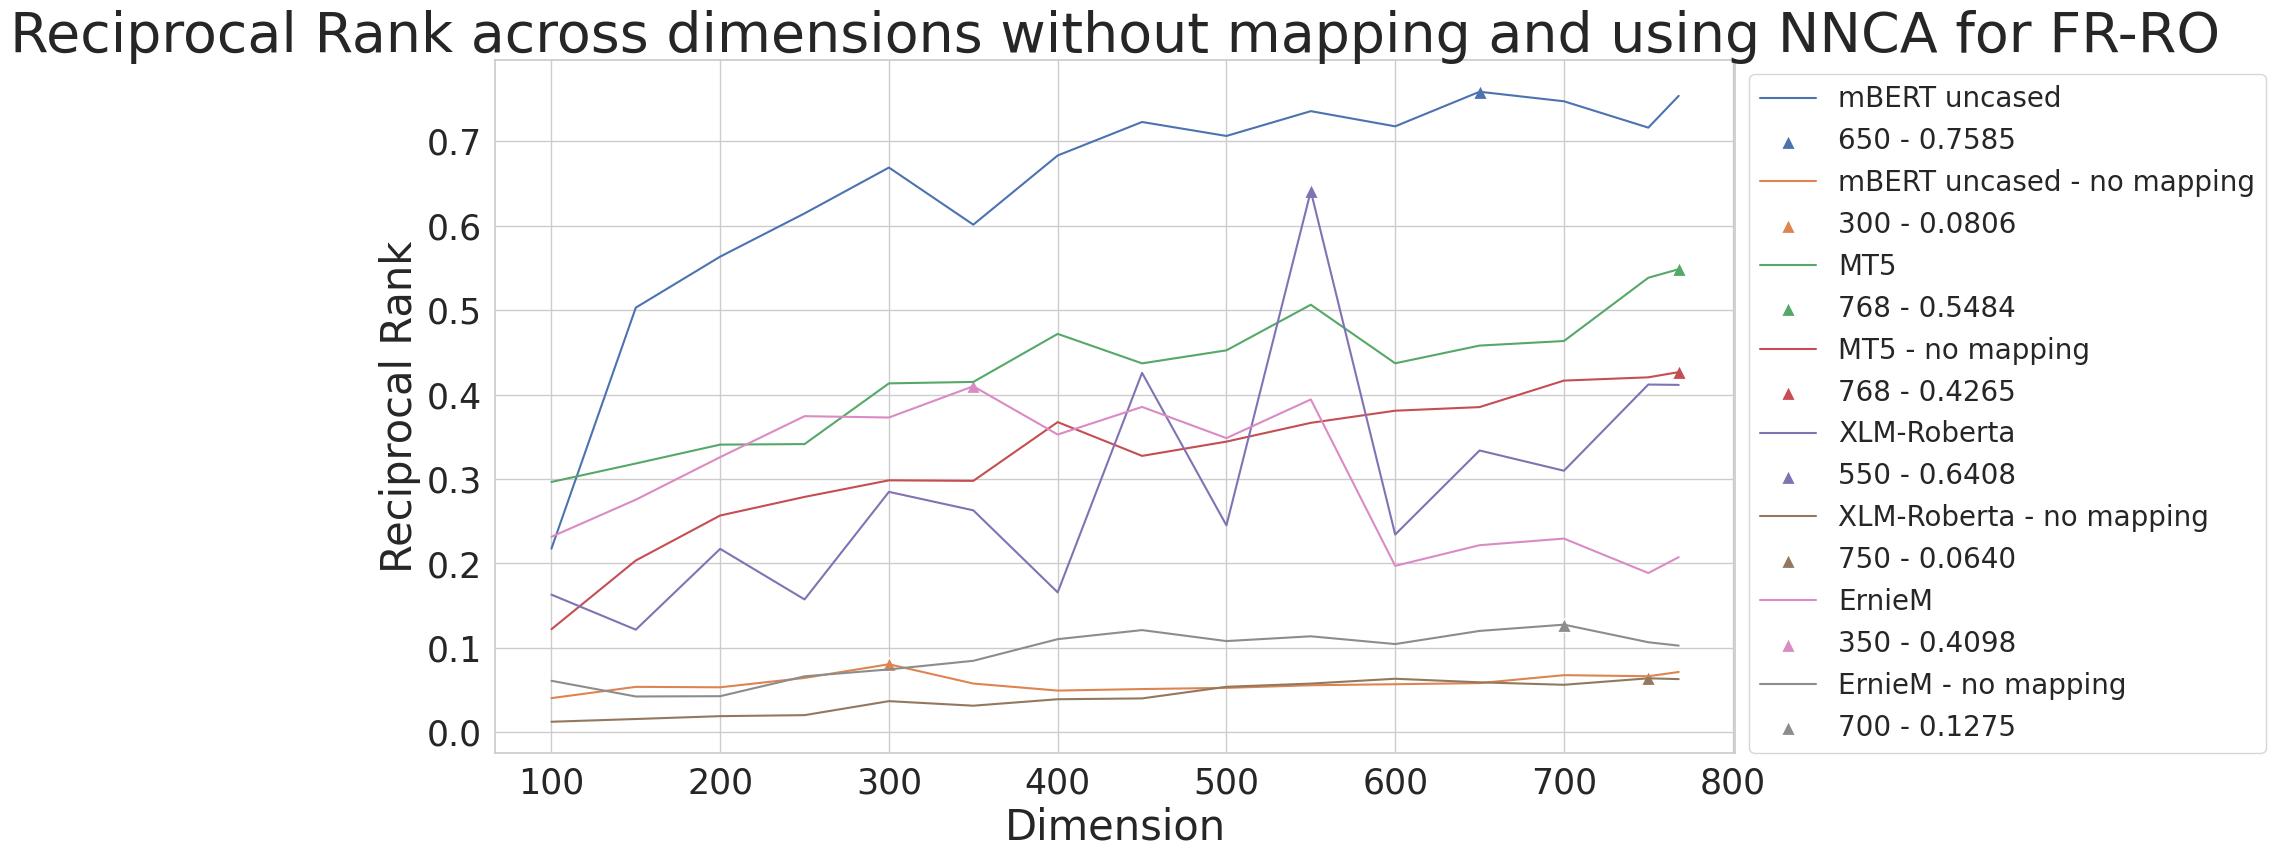 Reciprocal Rank across dimensions without mapping and using NNCA for FR-RO
Reciprocal Rank
0.7
0.6
0.5
0.4
0.3
0.2
0.1
0.0
100 200 300 400 500 600 700 800
Dimension
mBERT uncased
650 - 0.7585
mBERT uncased - no mapping
300 - 0.0806
MT5
768 - 0.5484
MT5 - no mapping
768 - 0.4265
XLM-Roberta
550 - 0.6408
XLM-Roberta - no mapping
750 - 0.0640
ErnieM
350 - 0.4098
ErnieM - no mapping
700 - 0.1275